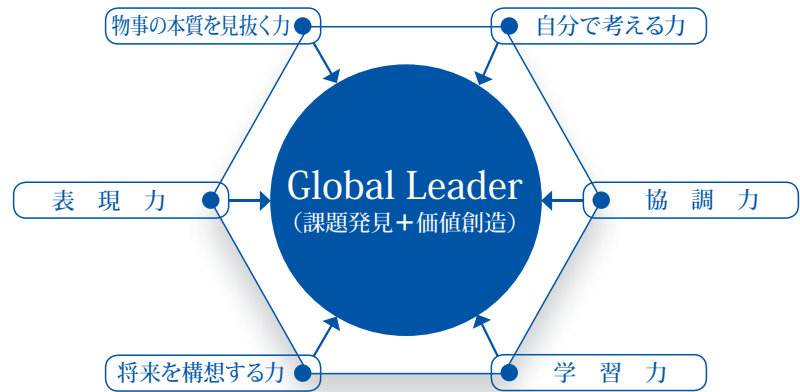 物事の本質を見抜く力
自分で考える力
Global Leader
（課題発見＋価値創造）
表現力
協調力
将来を構想する力
学習力